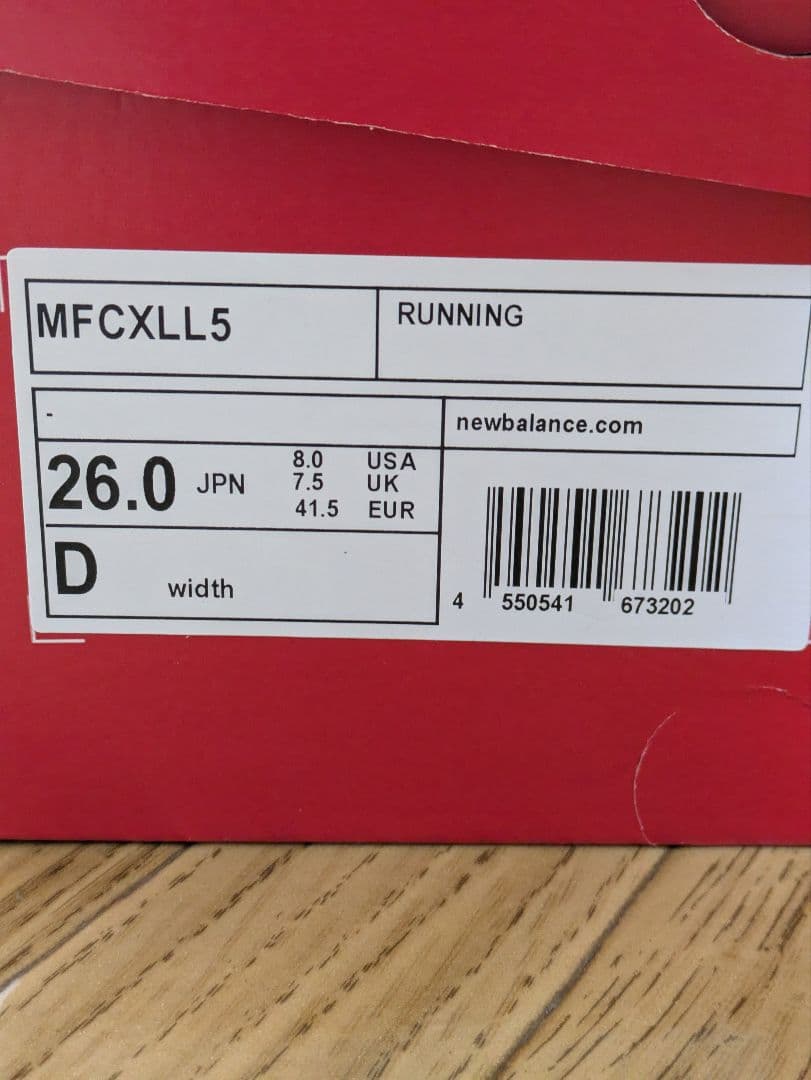 MFCXLL5
RUNNING
-
newbalance.com
26.0 JPN
8.0 USA
7.5 UK
41.5 EUR
D width
4 550541 673202